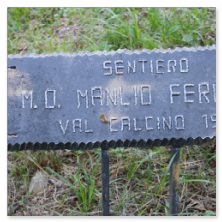 SENTIERO
M.O. MANLIO FER
VAL CALCINO 19